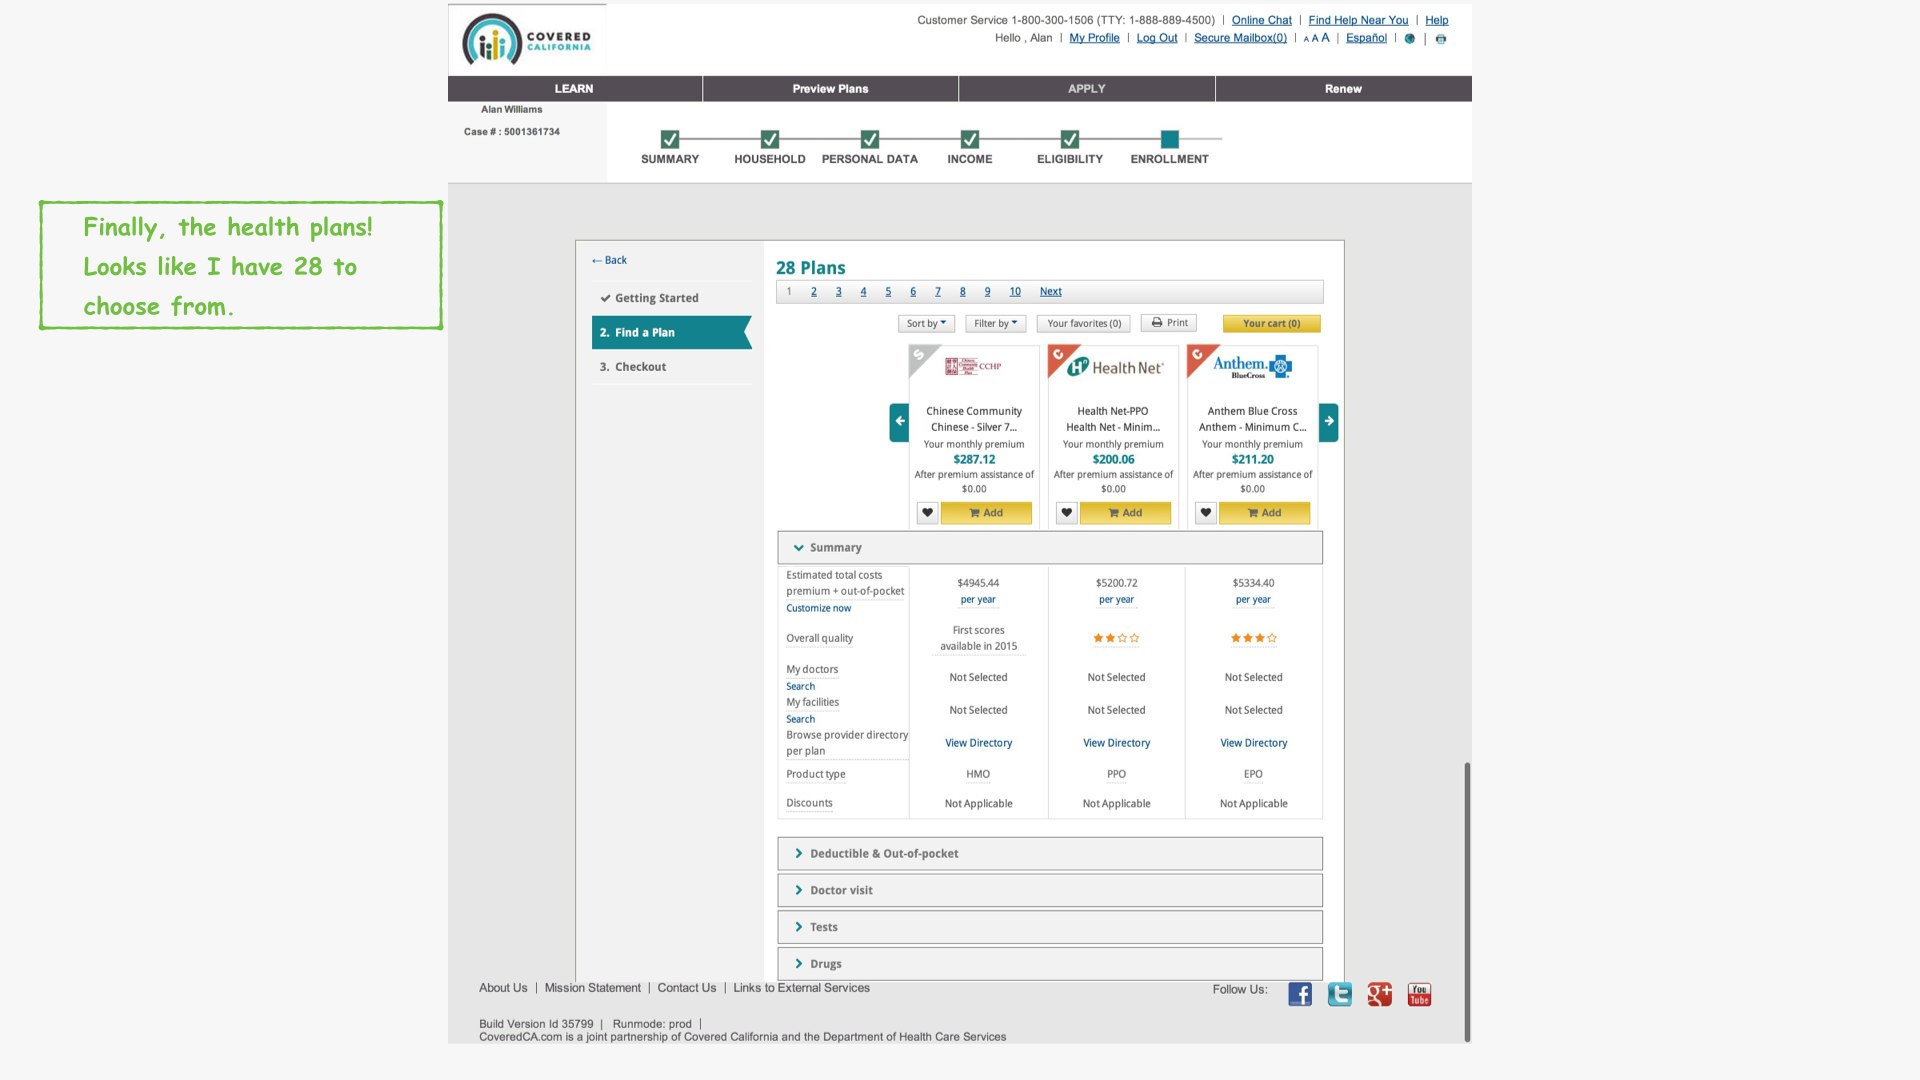 COVERED
CALIFORNIA
Customer Service 1-800-300-1506 (TTY: 1-888-889-4500) | Online Chat | Find Help Near You | Help
Hello , Alan | My Profile | Log Out | Secure Mailbox(0) | A A A | Español | |
LEARN Preview Plans APPLY Renew
Alan Williams
Case # : 5001361734
SUMMARY HOUSEHOLD PERSONAL DATA INCOME ELIGIBILITY ENROLLMENT
Finally, the health plans!
Looks like I have 28 to
choose from.
←Back
Getting Started
2. Find a Plan
3. Checkout
28 Plans
1 2 3 4 5 6 7 8 9 10 Next
Sort by Filter by Your favorites (0) Print Your cart (0)
S CCHP G Health Net G Anthem.
BlueCross
Chinese Community Health Net-PPO Anthem Blue Cross
Chinese - Silver 7... Health Net - Minim... Anthem - Minimum C...
Your monthly premium Your monthly premium Your monthly premium
$287.12 $200.06 $211.20
After premium assistance of After premium assistance of After premium assistance of
$0.00 $0.00 $0.00
Add Add Add
Summary
Estimated total costs
premium + out-of-pocket $4945.44 $5200.72 $5334.40
Customize now per year per year per year
Overall quality First scores
available in 2015
My doctors Not Selected Not Selected Not Selected
Search
My facilities Not Selected Not Selected Not Selected
Search
Browse provider directory
per plan View Directory View Directory View Directory
Product type HMO PPO EPO
Discounts Not Applicable Not Applicable Not Applicable
Deductible & Out-of-pocket
Doctor visit
Tests
Drugs
About Us | Mission Statement | Contact Us | Links to External Services Follow Us: f t g+ You Tube
Build Version Id 35799 | Runmode: prod |
CoveredCA.com is a joint partnership of Covered California and the Department of Health Care Services